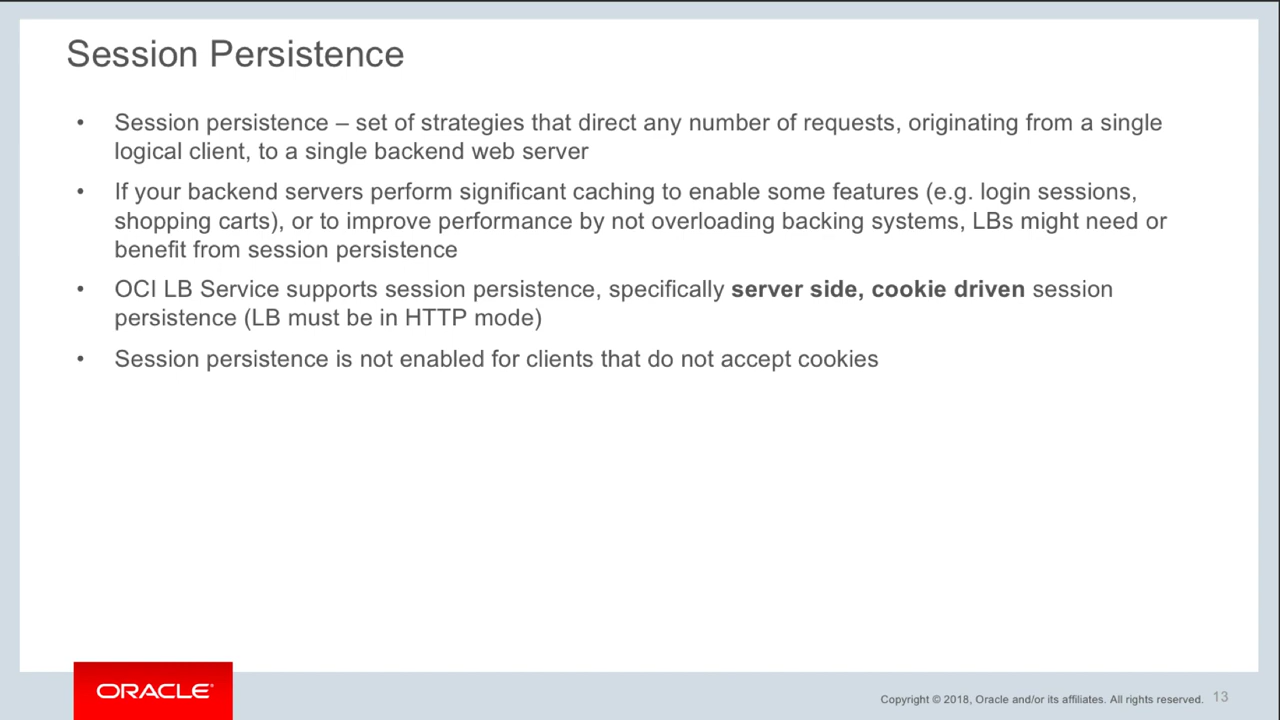 Session Persistence
• Session persistence – set of strategies that direct any number of requests, originating from a single
logical client, to a single backend web server
• If your backend servers perform significant caching to enable some features (e.g. login sessions,
shopping carts), or to improve performance by not overloading backing systems, LBs might need or
benefit from session persistence
• OCI LB Service supports session persistence, specifically server side, cookie driven session
persistence (LB must be in HTTP mode)
• Session persistence is not enabled for clients that do not accept cookies
ORACLE®
Copyright © 2018, Oracle and/or its affiliates. All rights reserved. 13